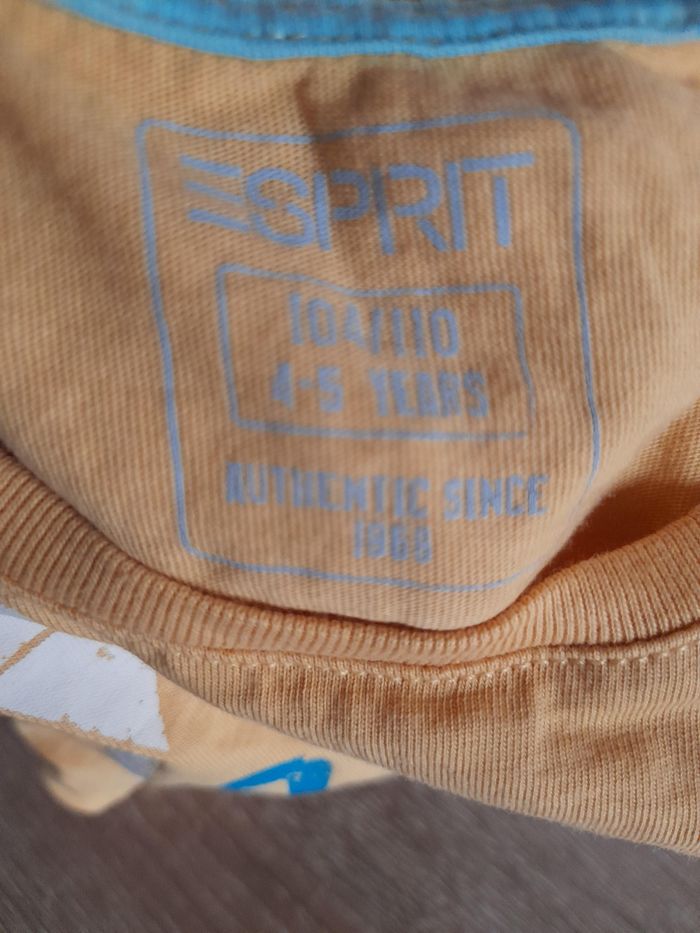 ESPRIT
104/110
4-5 YEARS
AUTHENTIC SINCE
1968